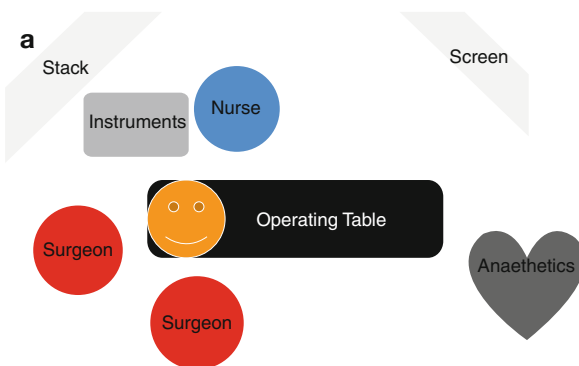 a
Stack
Screen
Instruments
Nurse
Operating Table
Surgeon
Anaethetics
Surgeon